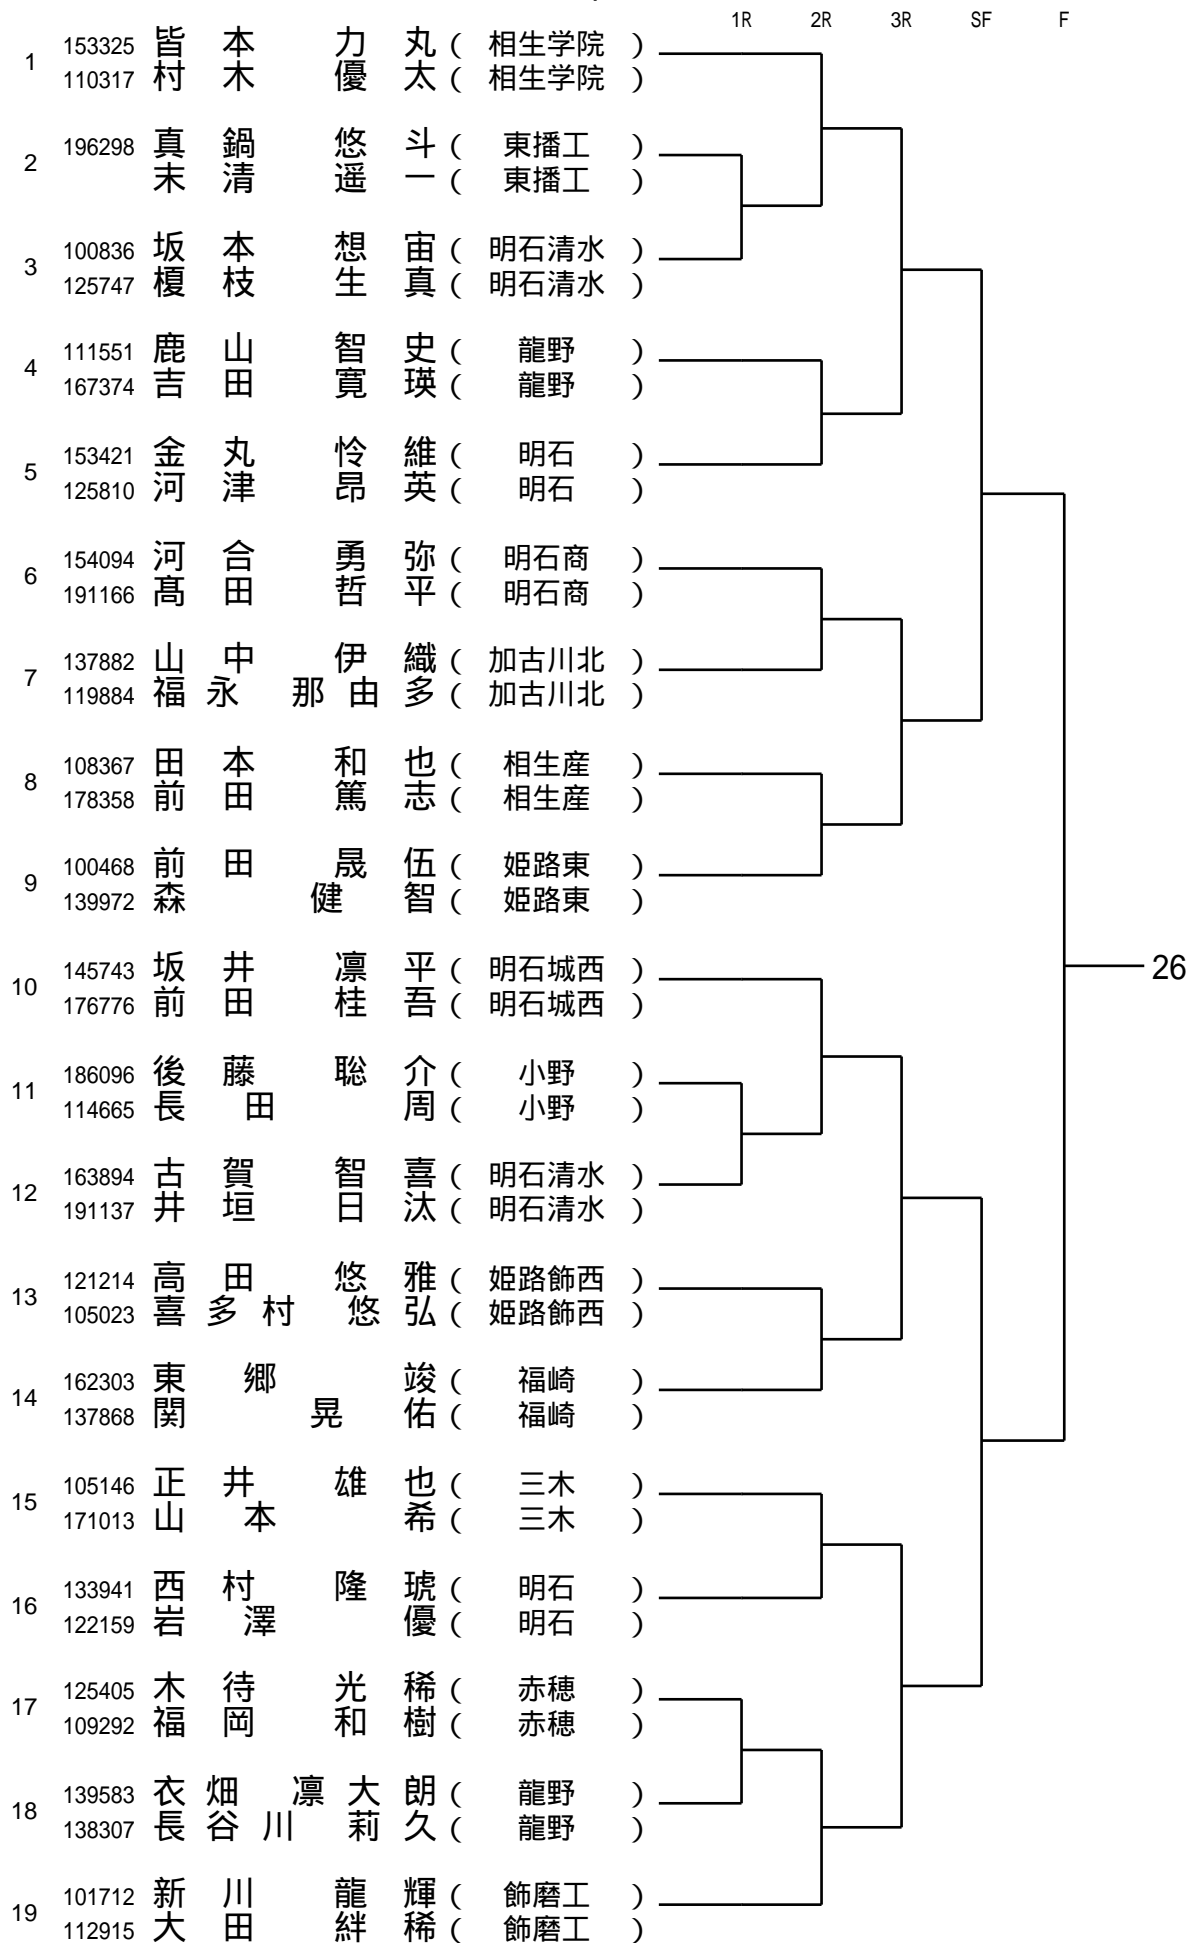 1R 2R 3R SF F
1 153325 皆本 力丸 ( 相生学院 )
110317 村木 優太 ( 相生学院 )
2 196298 真鍋 悠斗 ( 東播工 )
末清 遥一 ( 東播工 )
3 100836 坂本 想宙 ( 明石清水 )
125747 榎枝 生真 ( 明石清水 )
4 111551 鹿山 智史 ( 龍野 )
167374 吉田 寛瑛 ( 龍野 )
5 153421 金丸 怜維 ( 明石 )
125810 河津 昂英 ( 明石 )
6 154094 河合 勇弥 ( 明石商 )
191166 髙田 哲平 ( 明石商 )
7 137882 山中 伊織 ( 加古川北 )
119884 福永 那由多 ( 加古川北 )
8 108367 田本 和也 ( 相生産 )
178358 前田 篤志 ( 相生産 )
9 100468 前田 晟伍 ( 姫路東 )
139972 森 健智 ( 姫路東 )
10 145743 坂井 凛平 ( 明石城西 )
176776 前田 桂吾 ( 明石城西 )
26
11 186096 後藤 聡介 ( 小野 )
114665 長田 周 ( 小野 )
12 163894 古賀 智喜 ( 明石清水 )
191137 井垣 日汰 ( 明石清水 )
13 121214 高田 悠雅 ( 姫路飾西 )
105023 喜多村 悠弘 ( 姫路飾西 )
14 162303 東郷 竣 ( 福崎 )
137868 関 晃佑 ( 福崎 )
15 105146 正井 雄也 ( 三木 )
171013 山本 希 ( 三木 )
16 133941 西村 隆琥 ( 明石 )
122159 岩澤 優 ( 明石 )
17 125405 木待 光稀 ( 赤穂 )
109292 福岡 和樹 ( 赤穂 )
18 139583 衣畑 凛大朗 ( 龍野 )
138307 長谷川 莉久 ( 龍野 )
19 101712 新川 龍輝 ( 飾磨工 )
112915 大田 絆稀 ( 飾磨工 )